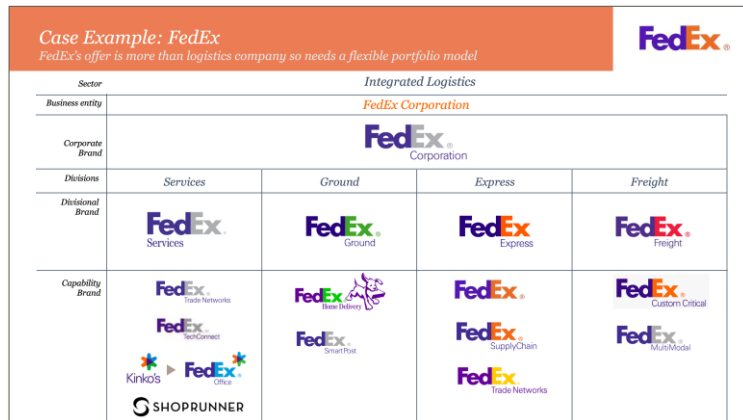 Case Example: FedEx
FedEx's offer is more than logistics company so needs a flexible portfolio model
FedEx®
Sector
Integrated Logistics
Business entity
FedEx Corporation
Corporate
Brand
FedEx®
Corporation
Divisions
Services
Ground
Express
Freight
Divisional
Brand
FedEx®
Services
FedEx®
Ground
FedEx®
Express
FedEx®
Freight
Capability
Brand
FedEx®
Trade Networks
FedEx®
TechConnect
Kinko's
FedEx
Office
SHOPRUNNER
FedEx
Home Delivery
FedEx®
SmartPost
FedEx®
FedEx®
SupplyChain
FedEx®
Trade Networks
FedEx®
Custom Critical
FedEx®
MultiModal